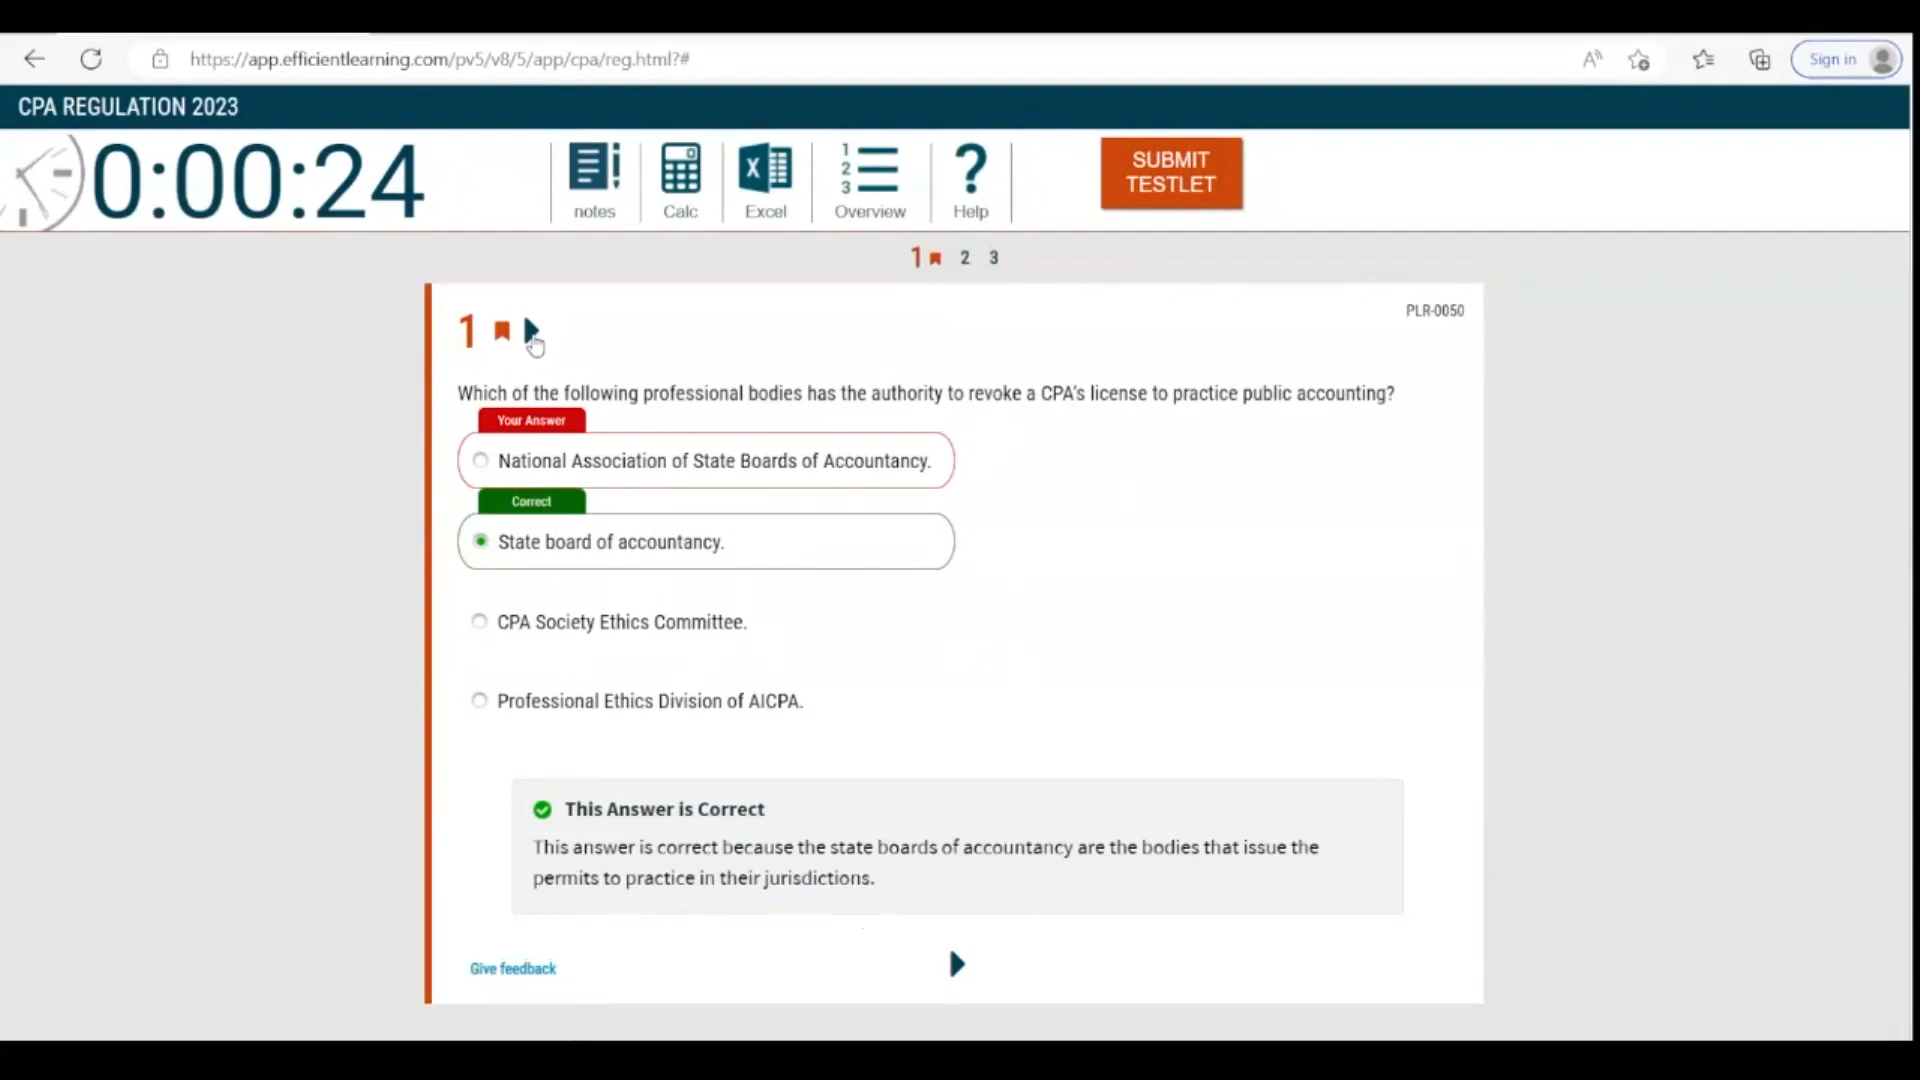 https://app.efficientlearning.com/pv5/v8/5/app/cpa/reg.html?#
A
Sign in
CPA REGULATION 2023
0:00:24
notes
Calc
X
Excel
1
2
3
Overview
?
Help
SUBMIT
TESTLET
1 2 3
1
PLR-0050
Which of the following professional bodies has the authority to revoke a CPA's license to practice public accounting?
Your Answer
National Association of State Boards of Accountancy.
Correct
State board of accountancy.
CPA Society Ethics Committee.
Professional Ethics Division of AICPA.
This Answer is Correct
This answer is correct because the state boards of accountancy are the bodies that issue the
permits to practice in their jurisdictions.
Give feedback